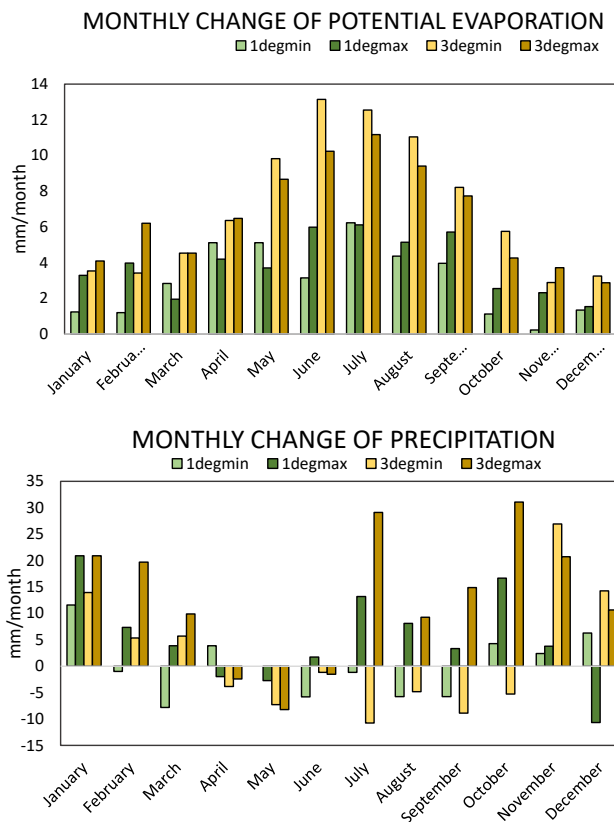 MONTHLY CHANGE OF POTENTIAL EVAPORATION
1degmin 1degmax 3degmin 3degmax
14
12
10
8
6
4
2
0
mm/month
January Februa... March April May June July August Septe... October Nove... Decem...
MONTHLY CHANGE OF PRECIPITATION
1degmin 1degmax 3degmin 3degmax
35
30
25
20
15
10
5
0
-5
-10
-15
mm/month
January February March April May June July August September October November December